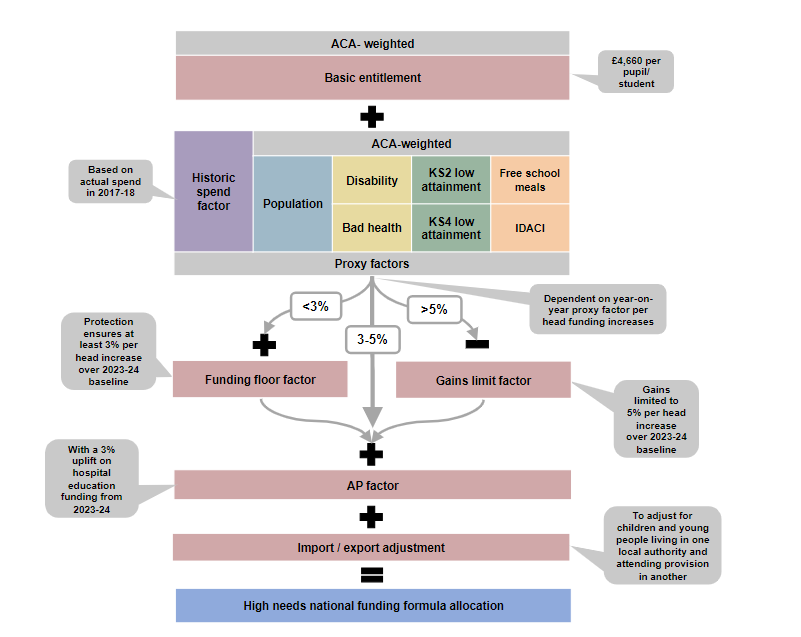 ACA- weighted
Basic entitlement
£4,660 per
pupil/
student
ACA-weighted
Based on
actual spend
in 2017-18
Historic
spend
factor
Population
Disability
KS2 low
attainment
Free school
meals
Bad health
KS4 low
attainment
IDACI
Proxy factors
<3%
3-5%
>5%
Dependent on year-on-
year proxy factor per
head funding increases
Protection
ensures at
least 3% per
head increase
over 2023-24
baseline
Funding floor factor
Gains limit factor
Gains
limited to
5% per head
increase
over 2023-24
baseline
With a 3%
uplift on
hospital
education
funding from
2023-24
AP factor
Import / export adjustment
To adjust for
children and young
people living in one
local authority and
attending provision
in another
High needs national funding formula allocation